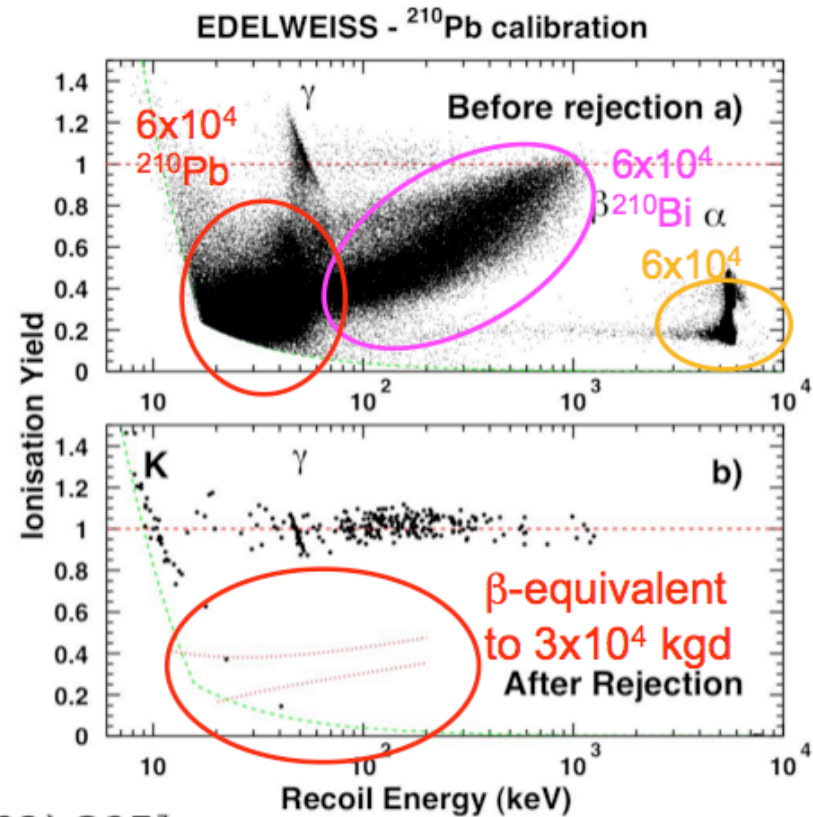 EDELWEISS - ²¹⁰Pb calibration
1.4
1.2
1
0.8
0.6
0.4
0.2
0
γ
Before rejection a)
6x10⁴
²¹⁰Pb
6x10⁴
β ²¹⁰Bi α
6x10⁴
10
10²
10³
10⁴
Ionisation Yield
1.4
1.2
1
0.8
0.6
0.4
0.2
0
K
γ
b)
β-equivalent
to 3x10⁴ kgd
After Rejection
10
10²
10³
10⁴
Recoil Energy (keV)